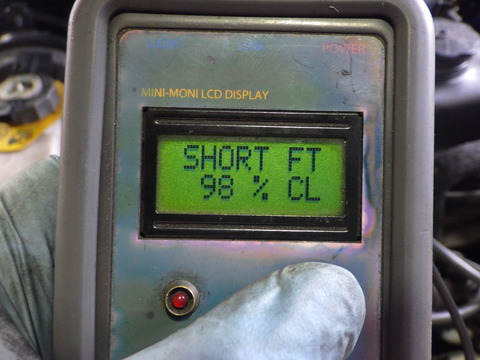 POWER
MINI-MONI LCD DISPLAY
SHORT FT
98 % CL